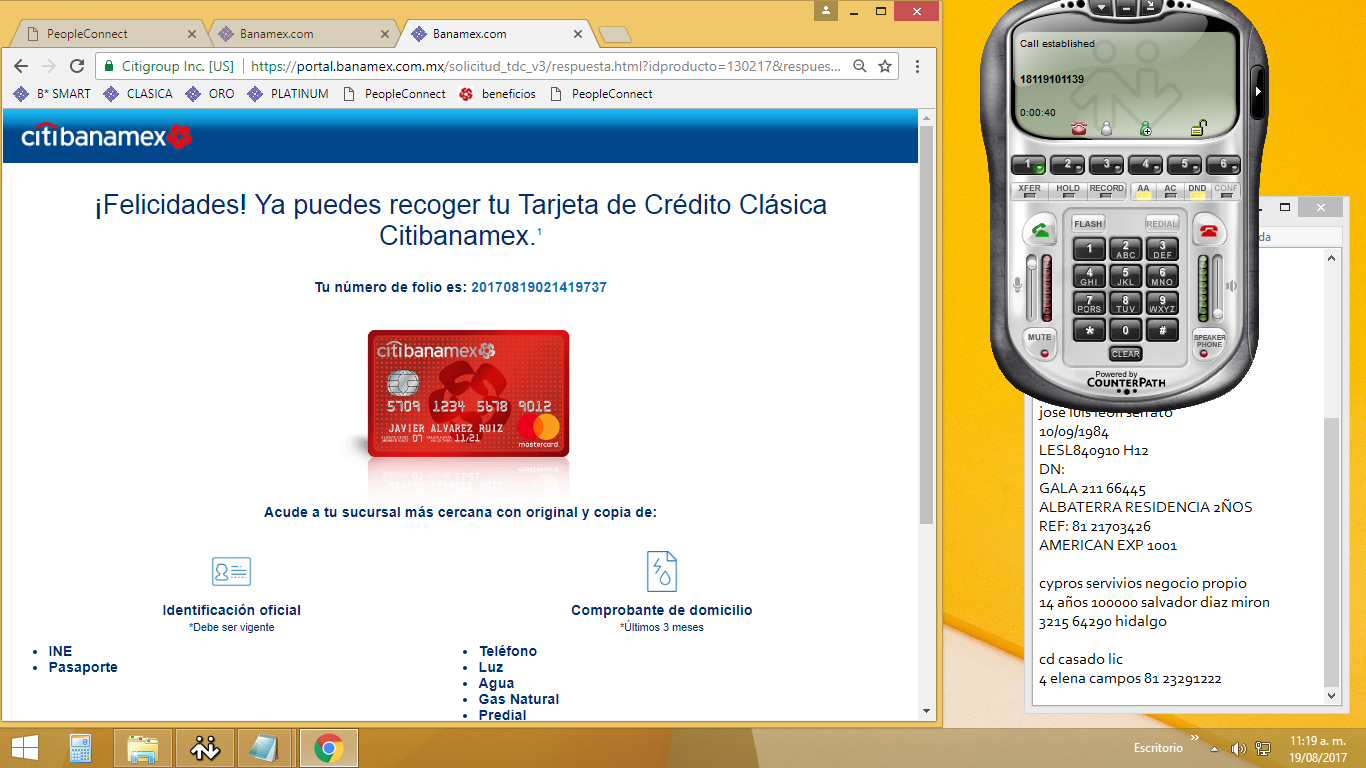 PeopleConnect
Banamex.com
Banamex.com
Citigroup Inc. [US]
https://portal.banamex.com.mx/solicitud_tdc_v3/respuesta.html?idproducto=130217&respues...
B* SMART
CLASICA
ORO
PLATINUM
PeopleConnect
beneficios
PeopleConnect
citibanamex
¡Felicidades! Ya puedes recoger tu Tarjeta de Crédito Clásica
Citibanamex.1
Tu número de folio es: 20170819021419737
citibanamex
5709 1234 5678 9012
JAVIER ALVAREZ RUIZ
07 11/21
mastercard
Acude a tu sucursal más cercana con original y copia de:
Identificación oficial
*Debe ser vigente
INE
Pasaporte
Comprobante de domicilio
*Últimos 3 meses
Teléfono
Luz
Agua
Gas Natural
Predial
Call established
18119101139
0:00:40
1 2 3 4 5 6
XFER HOLD RECORD AA AC DND CONF
FLASH REDIAL
1 2 ABC 3 DEF
4 GHI 5 JKL 6 MNO
7 PQRS 8 TUV 9 WXYZ
* 0 #
CLEAR
MUTE
SPEAKER
PHONE
Powered by
COUNTERPATH
da
jose luis leon serrato
10/09/1984
LESL840910 H12
DN:
GALA 211 66445
ALBATERRA RESIDENCIA 2ÑOS
REF: 81 21703426
AMERICAN EXP 1001
cypros servivios negocio propio
14 años 100000 salvador diaz miron
3215 64290 hidalgo
cd casado lic
4 elena campos 81 23291222
Escritorio
11:19 a. m.
19/08/2017